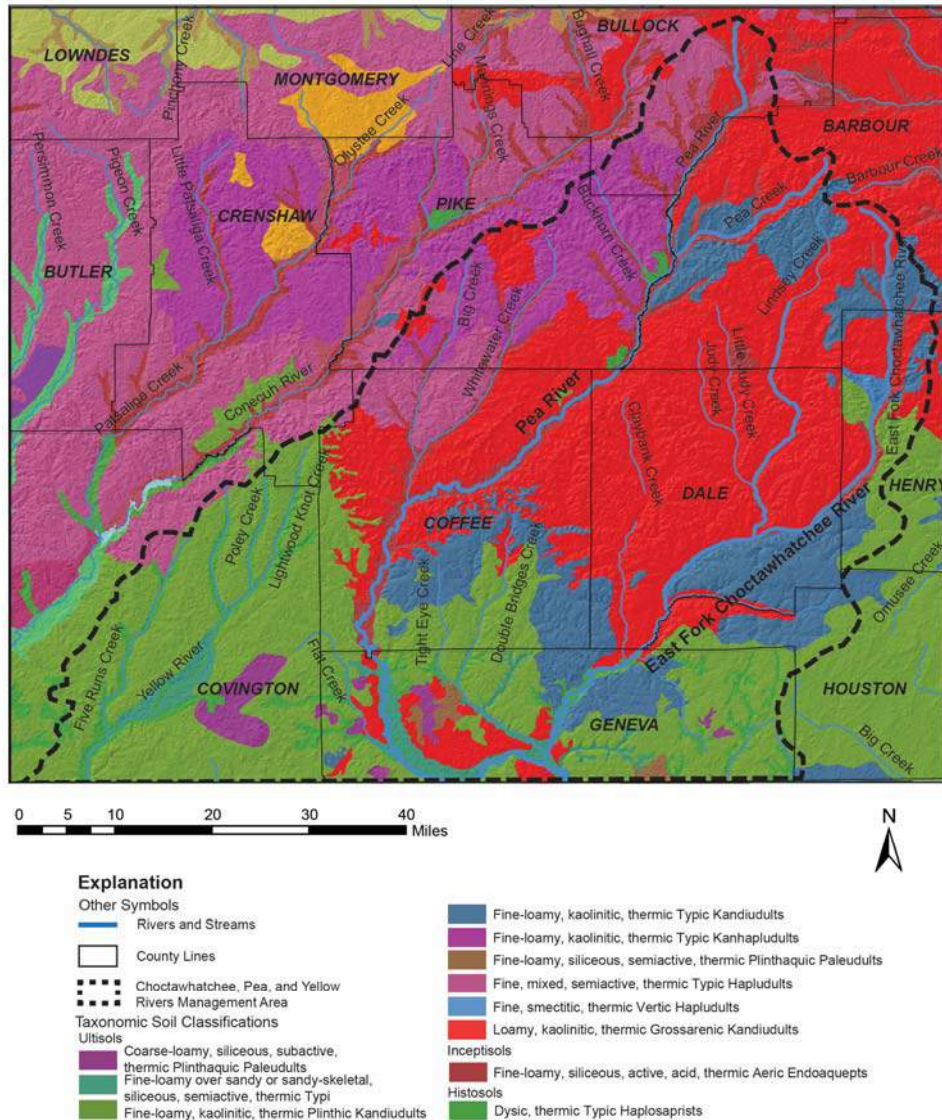 LOWNDES
MONTGOMERY
BULLOCK
BARBOUR
Pinchony Creek
Line Creek
Mannings Creek
Bughall Creek
Olustee Creek
Pea River
Barbour Creek
Persimmon Creek
Pigeon Creek
Little Patsaliga Creek
CRENSHAW
PIKE
Buckhorn Creek
Pea Creek
Lindsey Creek
BUTLER
Big Creek
Whitewater Creek
East Fork Choctawhatchee River
Patsaliga Creek
Conecuh River
Pea River
Judy Creek
Little Judy Creek
Claybank Creek
DALE
HENRY
COFFEE
Poley Creek
Lightwood Knot Creek
Tight Eye Creek
Double Bridges Creek
East Fork Choctawhatchee River
Omusee Creek
Five Runs Creek
Yellow River
Flat Creek
COVINGTON
GENEVA
HOUSTON
Big Creek
0 5 10 20 30 40
Miles
N
Explanation
Other Symbols
Rivers and Streams
County Lines
Choctawhatchee, Pea, and Yellow
Rivers Management Area
Taxonomic Soil Classifications
Ultisols
Coarse-loamy, siliceous, subactive,
thermic Plinthaquic Paleudults
Fine-loamy over sandy or sandy-skeletal,
siliceous, semiactive, thermic Typi
Fine-loamy, kaolinitic, thermic Plinthic Kandiudults
Fine-loamy, kaolinitic, thermic Typic Kandiudults
Fine-loamy, kaolinitic, thermic Typic Kanhapludults
Fine-loamy, siliceous, semiactive, thermic Plinthaquic Paleudults
Fine, mixed, semiactive, thermic Typic Hapludults
Fine, smectitic, thermic Vertic Hapludults
Loamy, kaolinitic, thermic Grossarenic Kandiudults
Inceptisols
Fine-loamy, siliceous, active, acid, thermic Aeric Endoaquepts
Histosols
Dysic, thermic Typic Haplosaprists